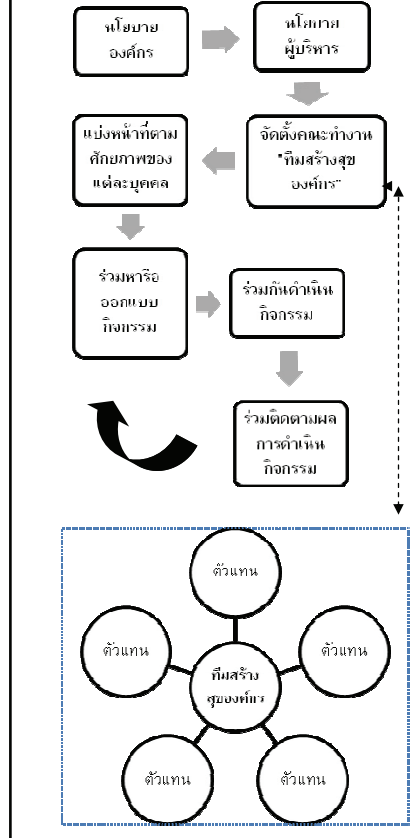 นโยบาย
องค์กร
นโยบาย
ผู้บริหาร
จัดตั้งคณะทำงาน
"ทีมสร้างสุข
องค์กร"
แบ่งหน้าที่ตาม
ศักยภาพของ
แต่ละบุคคล
ร่วมหารือ
ออกแบบ
กิจกรรม
ร่วมกันดำเนิน
กิจกรรม
ร่วมติดตามผล
การดำเนิน
กิจกรรม
ตัวแทน
ตัวแทน
ตัวแทน
ทีมสร้าง
สุของค์กร
ตัวแทน
ตัวแทน